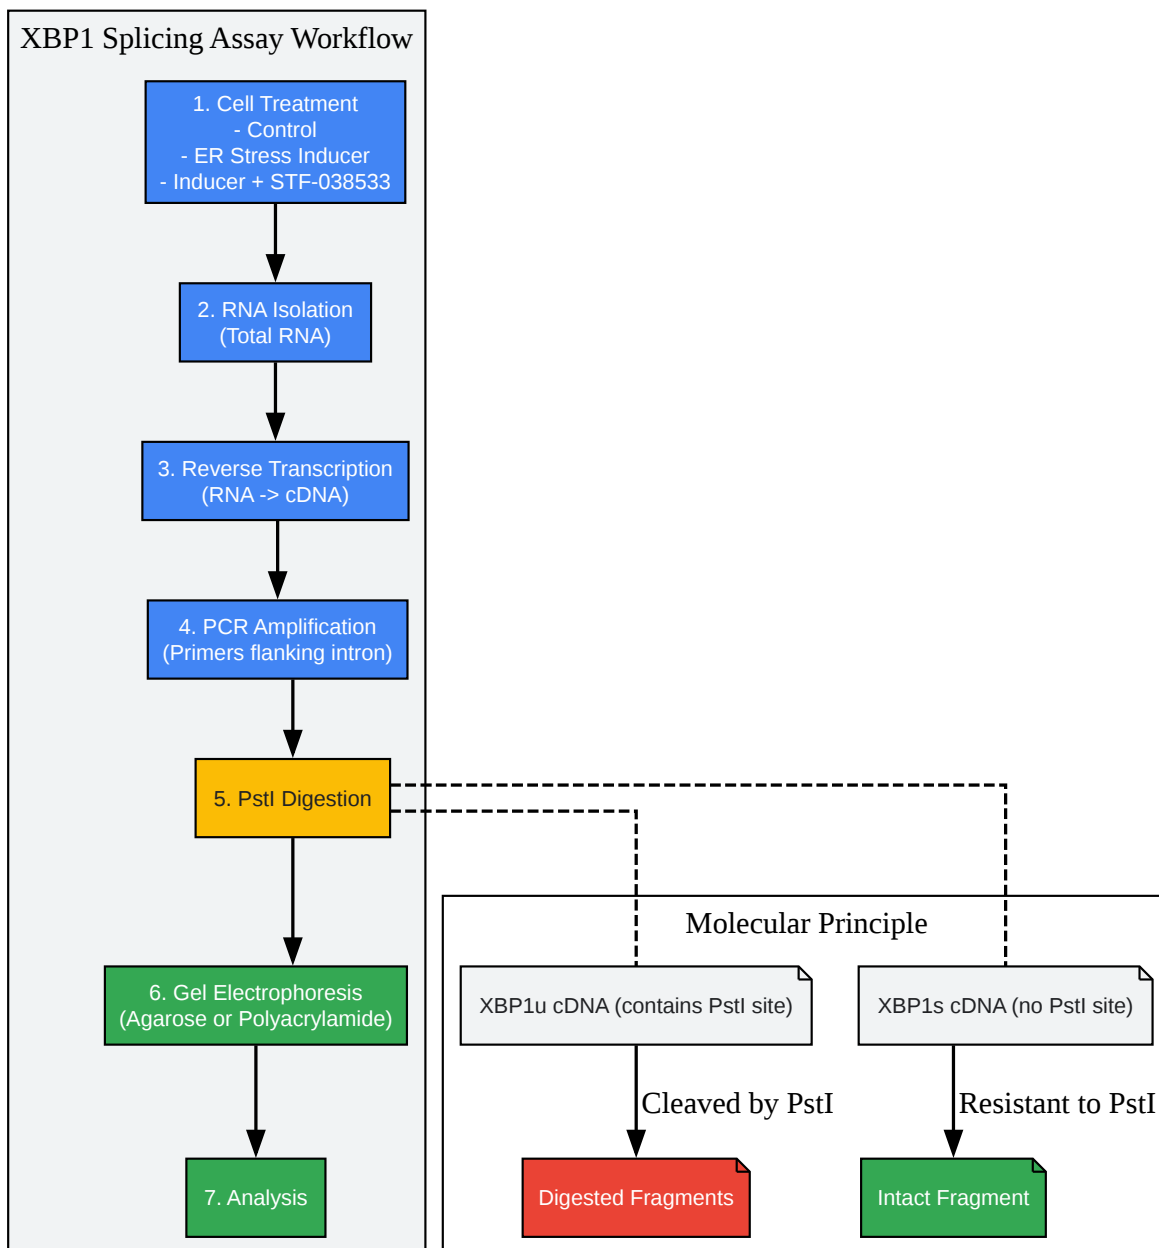 XBP1 Splicing Assay Workflow
1. Cell Treatment
- Control
- ER Stress Inducer
- Inducer + STF-038533
2. RNA Isolation
(Total RNA)
3. Reverse Transcription
(RNA -> cDNA)
4. PCR Amplification
(Primers flanking intron)
5. PstI Digestion
6. Gel Electrophoresis
(Agarose or Polyacrylamide)
7. Analysis
Molecular Principle
XBP1u cDNA (contains PstI site)
XBP1s cDNA (no PstI site)
Cleaved by PstI
Resistant to PstI
Digested Fragments
Intact Fragment